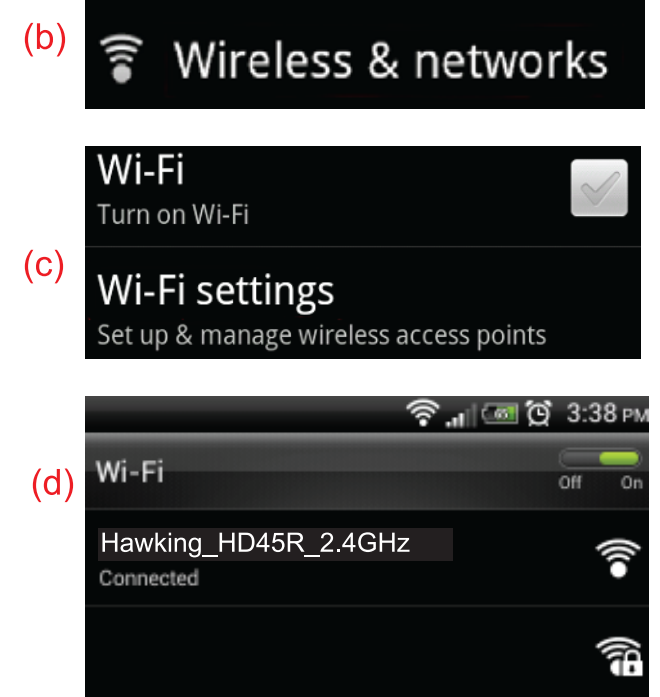 (b)
Wireless & networks
Wi-Fi
Turn on Wi-Fi
(c)
Wi-Fi settings
Set up & manage wireless access points
3:38 PM
(d)
Wi-Fi
Off On
Hawking_HD45R_2.4GHz
Connected